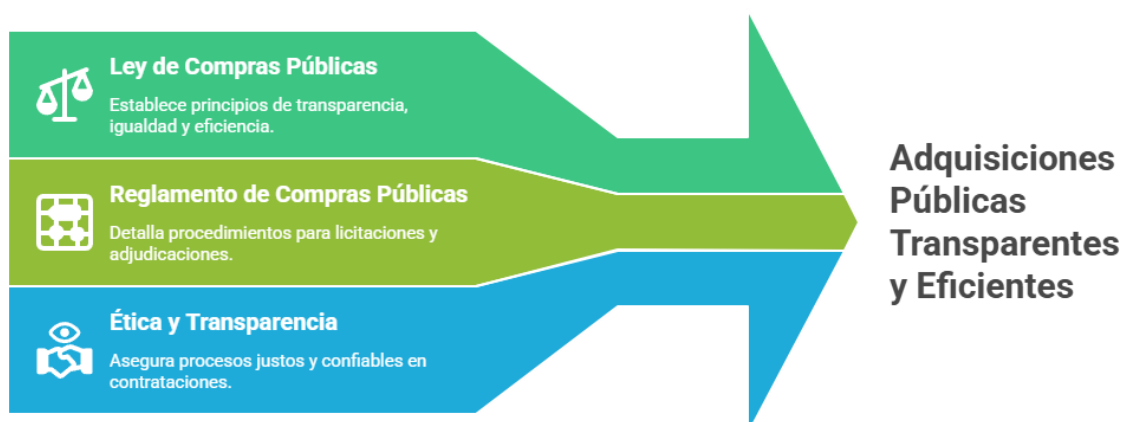 Ley de Compras Públicas
Establece principios de transparencia,
igualdad y eficiencia.
Reglamento de Compras Públicas
Detalla procedimientos para licitaciones y
adjudicaciones.
Ética y Transparencia
Asegura procesos justos y confiables en
contrataciones.
Adquisiciones
Públicas
Transparentes
y Eficientes